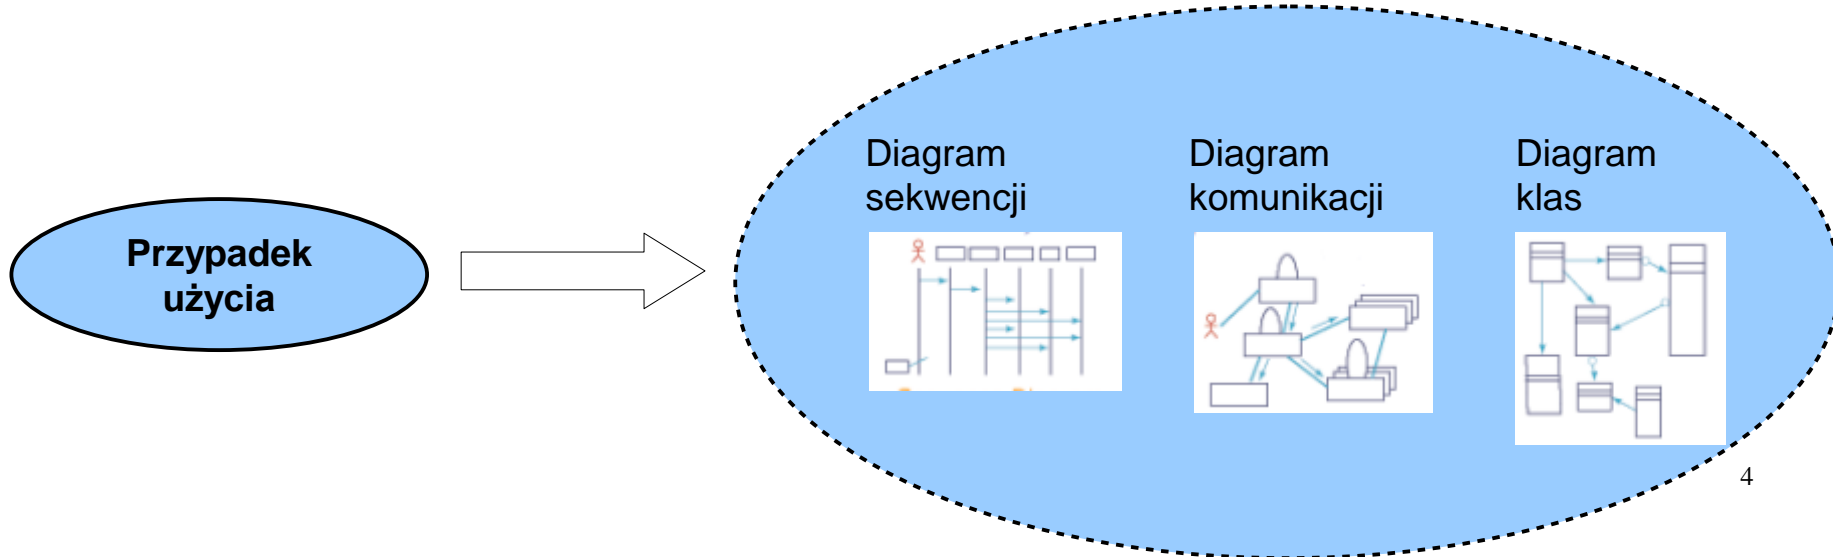 Przypadek
użycia
Diagram
sekwencji
Diagram
komunikacji
Diagram
klas
4